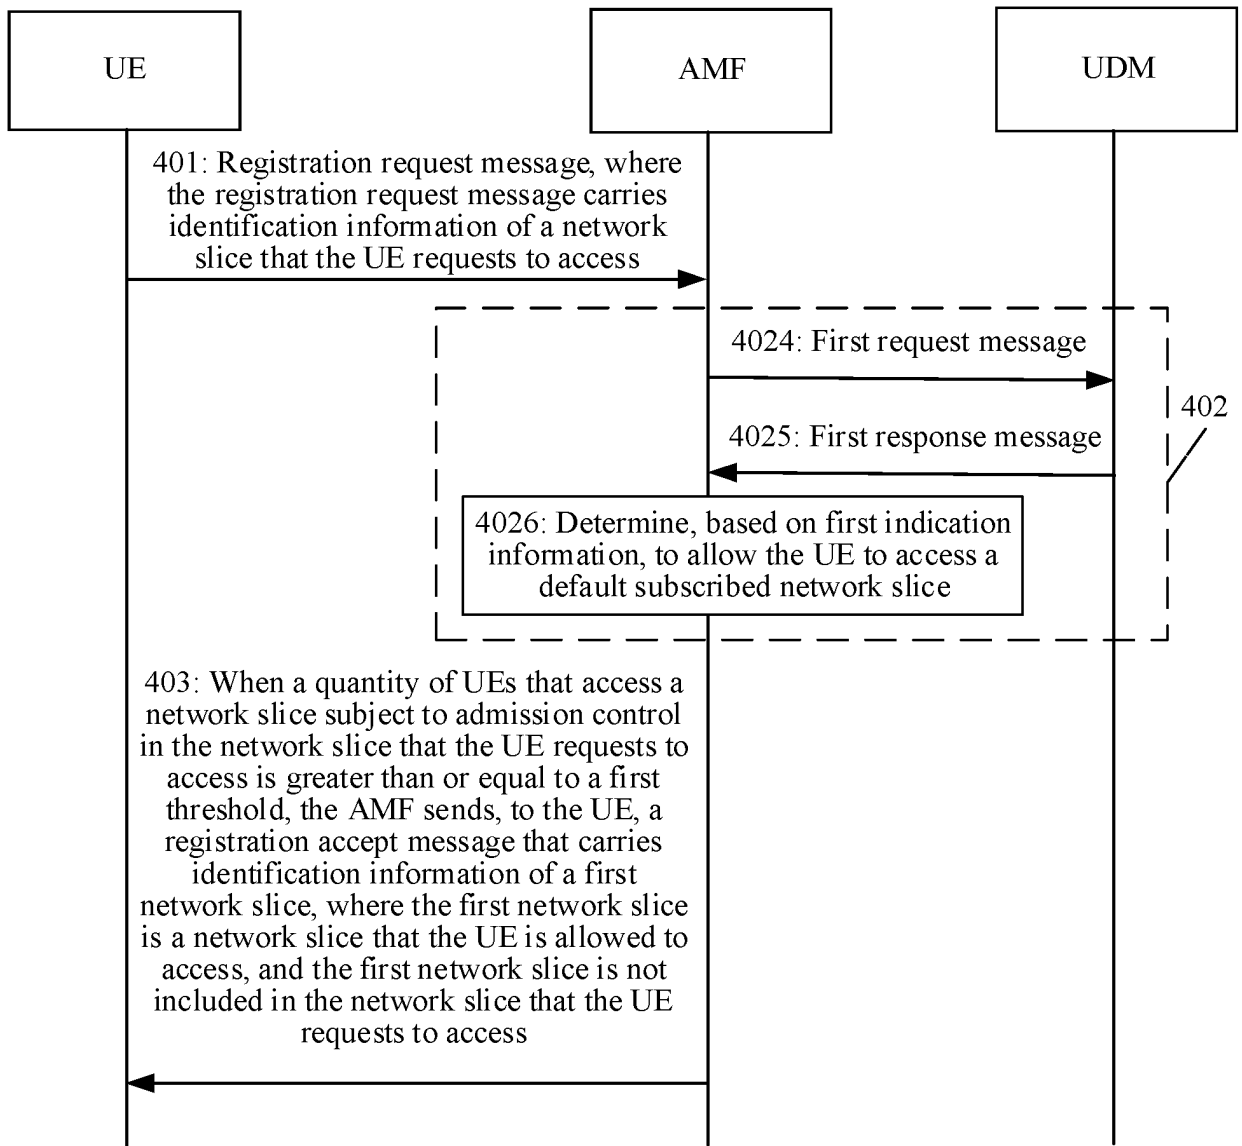 UE
AMF
UDM
401: Registration request message, where
the registration request message carries
identification information of a network
slice that the UE requests to access
4024: First request message
402
4025: First response message
4026: Determine, based on first indication
information, to allow the UE to access a
default subscribed network slice
403: When a quantity of UEs that access a
network slice subject to admission control
in the network slice that the UE requests to
access is greater than or equal to a first
threshold, the AMF sends, to the UE, a
registration accept message that carries
identification information of a first
network slice, where the first network slice
is a network slice that the UE is allowed to
access, and the first network slice is not
included in the network slice that the UE
requests to access